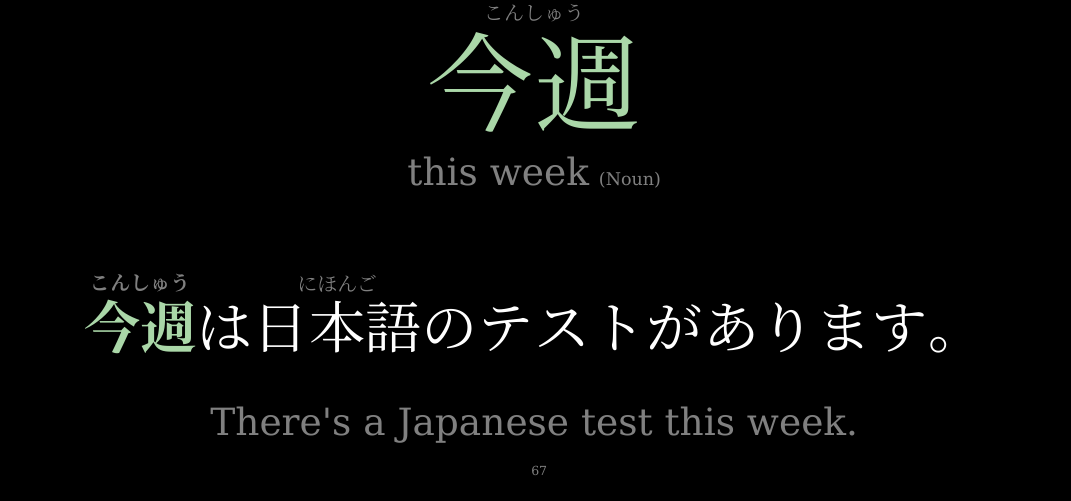 こんしゅう
今週
this week (Noun)
こんしゅう にほんご
今週は日本語のテストがあります。
There's a Japanese test this week.
67